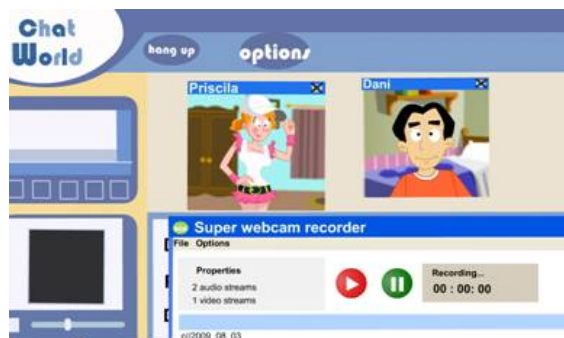 Chat
World
hang up
options
Priscila
Dani
Super webcam recorder
File Options
Properties
2 audio streams
1 video streams
Recording...
00 : 00: 00
c//2009_08_03